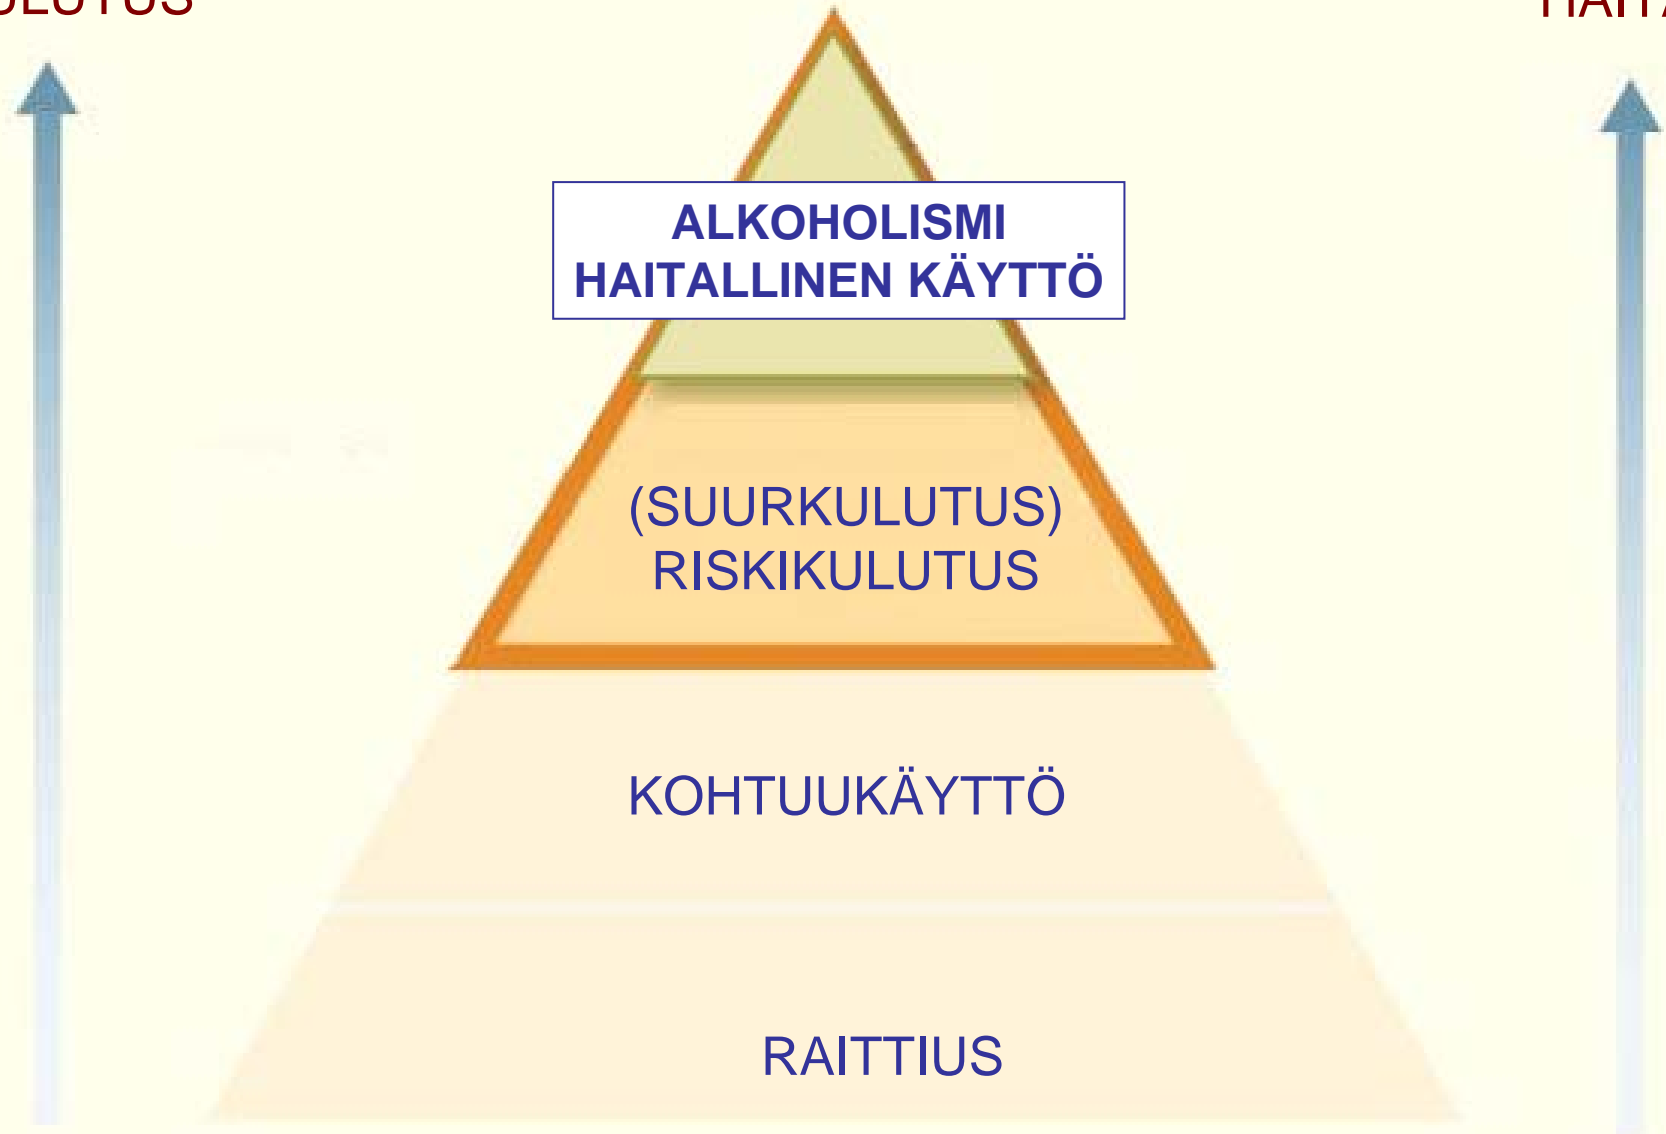 ALKOHOLISMI
HAITALLINEN KÄYTTÖ
(SUURKULUTUS)
RISKIKULUTUS
KOHTUUKÄYTTÖ
RAITTIUS